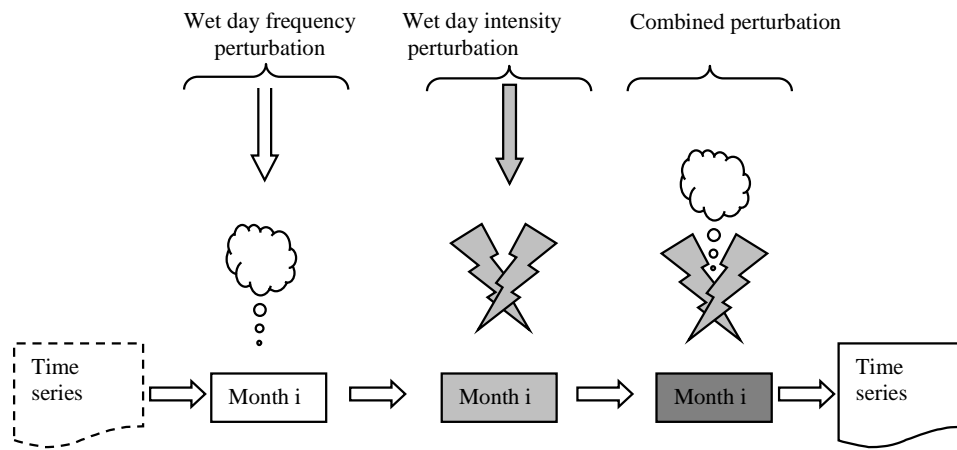 Wet day frequency
perturbation
Wet day intensity
perturbation
Combined perturbation
Time
series
Month i
Month i
Month i
Time
series